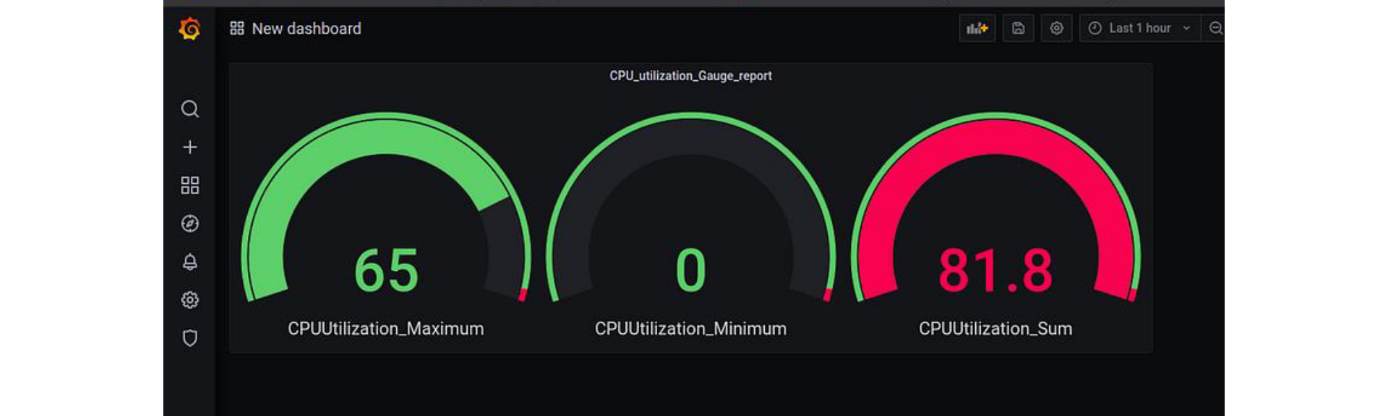 New dashboard
Last 1 hour
CPU_utilization_Gauge_report
65
0
81.8
CPUUtilization_Maximum
CPUUtilization_Minimum
CPUUtilization_Sum